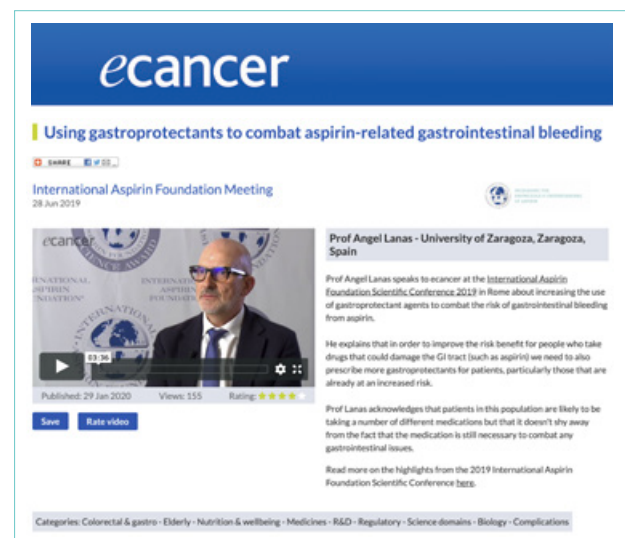 ecancer
Using gastroprotectants to combat aspirin-related gastrointestinal bleeding
SHARE
International Aspirin Foundation Meeting
28 Jun 2019
ecancer
INTERNATIONAL
ASPIRIN
FOUNDATION
SCIENCE AWARD
INTERNATIONAL
ASPIRIN
FOUNDATION
03:36
Published: 29 Jan 2020 Views: 155 Rating:
Save Rate video
Prof Angel Lanas - University of Zaragoza, Zaragoza,
Spain
Prof Angel Lanas speaks to ecancer at the International Aspirin
Foundation Scientific Conference 2019 in Rome about increasing the use
of gastroprotectant agents to combat the risk of gastrointestinal bleeding
from aspirin.
He explains that in order to improve the risk benefit for people who take
drugs that could damage the GI tract (such as aspirin) we need to also
prescribe more gastroprotectants for patients, particularly those that are
already at an increased risk.
Prof Lanas acknowledges that patients in this population are likely to be
taking a number of different medications but that it doesn't shy away
from the fact that the medication is still necessary to combat any
gastrointestinal issues.
Read more on the highlights from the 2019 International Aspirin
Foundation Scientific Conference here.
Categories: Colorectal & gastro - Elderly - Nutrition & wellbeing - Medicines - R&D - Regulatory - Science domains - Biology - Complications